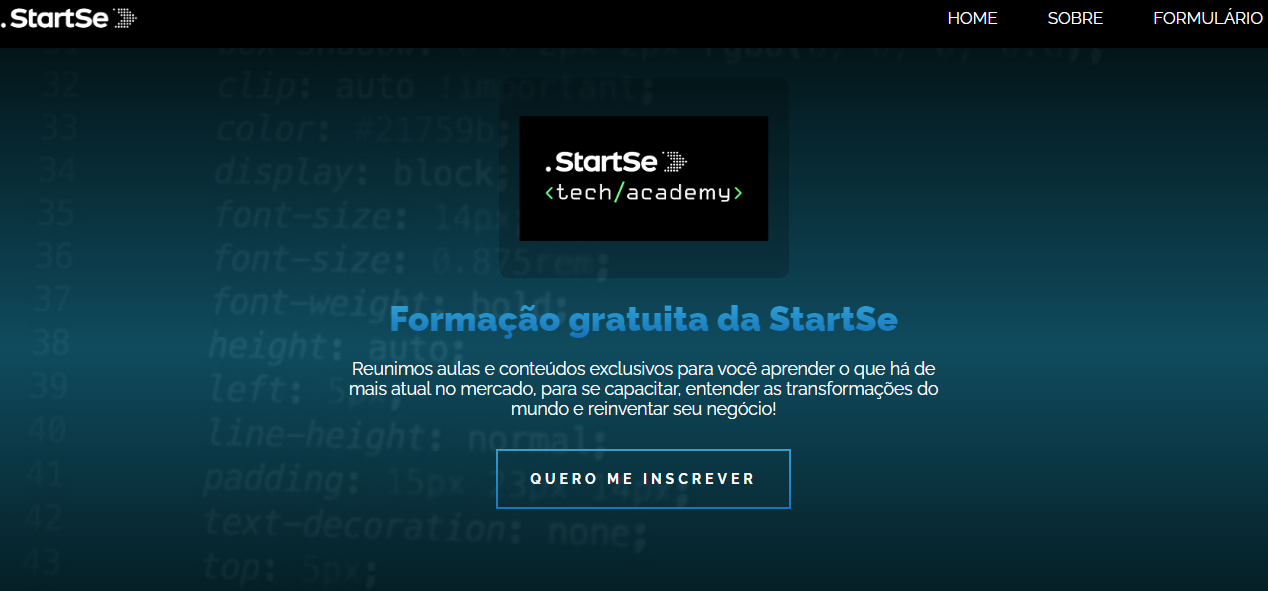 .StartSe
HOME SOBRE FORMULÁRIO
32 clip: auto !important;
33 color: #21759b;
34 display: block;
35 font-size: 14px;
36 font-size: 0.875rem;
37 font-weight: bold;
38 height: auto;
39 left: 5px;
40 line-height: normal;
41 padding: 15px 23px 14px;
42 text-decoration: none;
43 top: 5px;
.StartSe
<tech/academy>
Formação gratuita da StartSe
Reunimos aulas e conteúdos exclusivos para você aprender o que há de
mais atual no mercado, para se capacitar, entender as transformações do
mundo e reinventar seu negócio!
QUERO ME INSCREVER